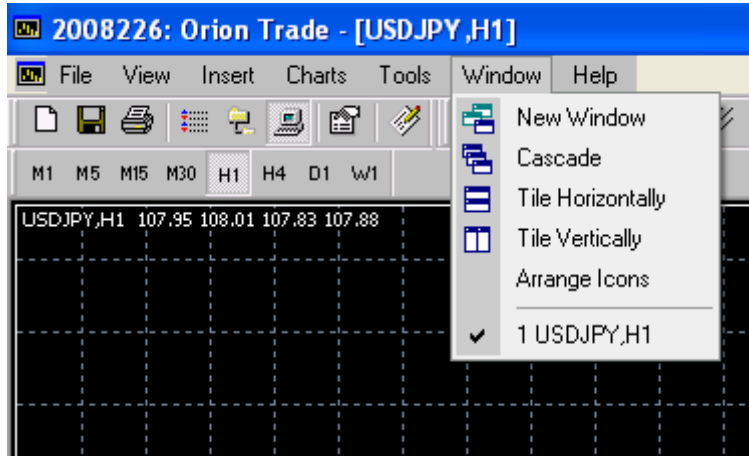 2008226: Orion Trade - [USDJPY,H1]
File View Insert Charts Tools Window Help
M1 M5 M15 M30 H1 H4 D1 W1
USDJPY,H1 107.95 108.01 107.83 107.88
New Window
Cascade
Tile Horizontally
Tile Vertically
Arrange Icons
1 USDJPY,H1